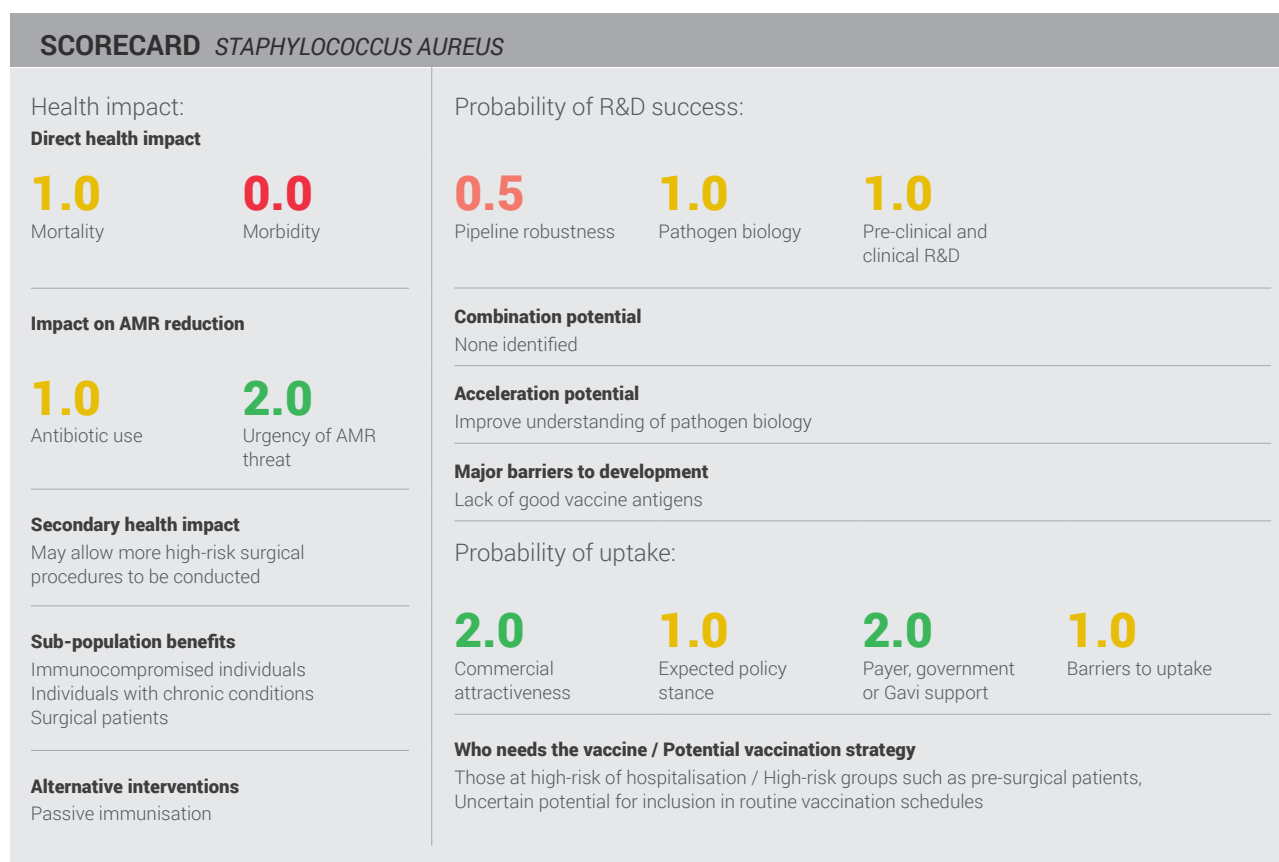 SCORECARD STAPHYLOCOCCUS AUREUS
Health impact:
Direct health impact
1.0
Mortality
0.0
Morbidity
Impact on AMR reduction
1.0
Antibiotic use
2.0
Urgency of AMR
threat
Secondary health impact
May allow more high-risk surgical
procedures to be conducted
Sub-population benefits
Immunocompromised individuals
Individuals with chronic conditions
Surgical patients
Alternative interventions
Passive immunisation
Probability of R&D success:
0.5
Pipeline robustness
1.0
Pathogen biology
1.0
Pre-clinical and
clinical R&D
Combination potential
None identified
Acceleration potential
Improve understanding of pathogen biology
Major barriers to development
Lack of good vaccine antigens
Probability of uptake:
2.0
Commercial
attractiveness
1.0
Expected policy
stance
2.0
Payer, government
or Gavi support
1.0
Barriers to uptake
Who needs the vaccine / Potential vaccination strategy
Those at high-risk of hospitalisation / High-risk groups such as pre-surgical patients,
Uncertain potential for inclusion in routine vaccination schedules